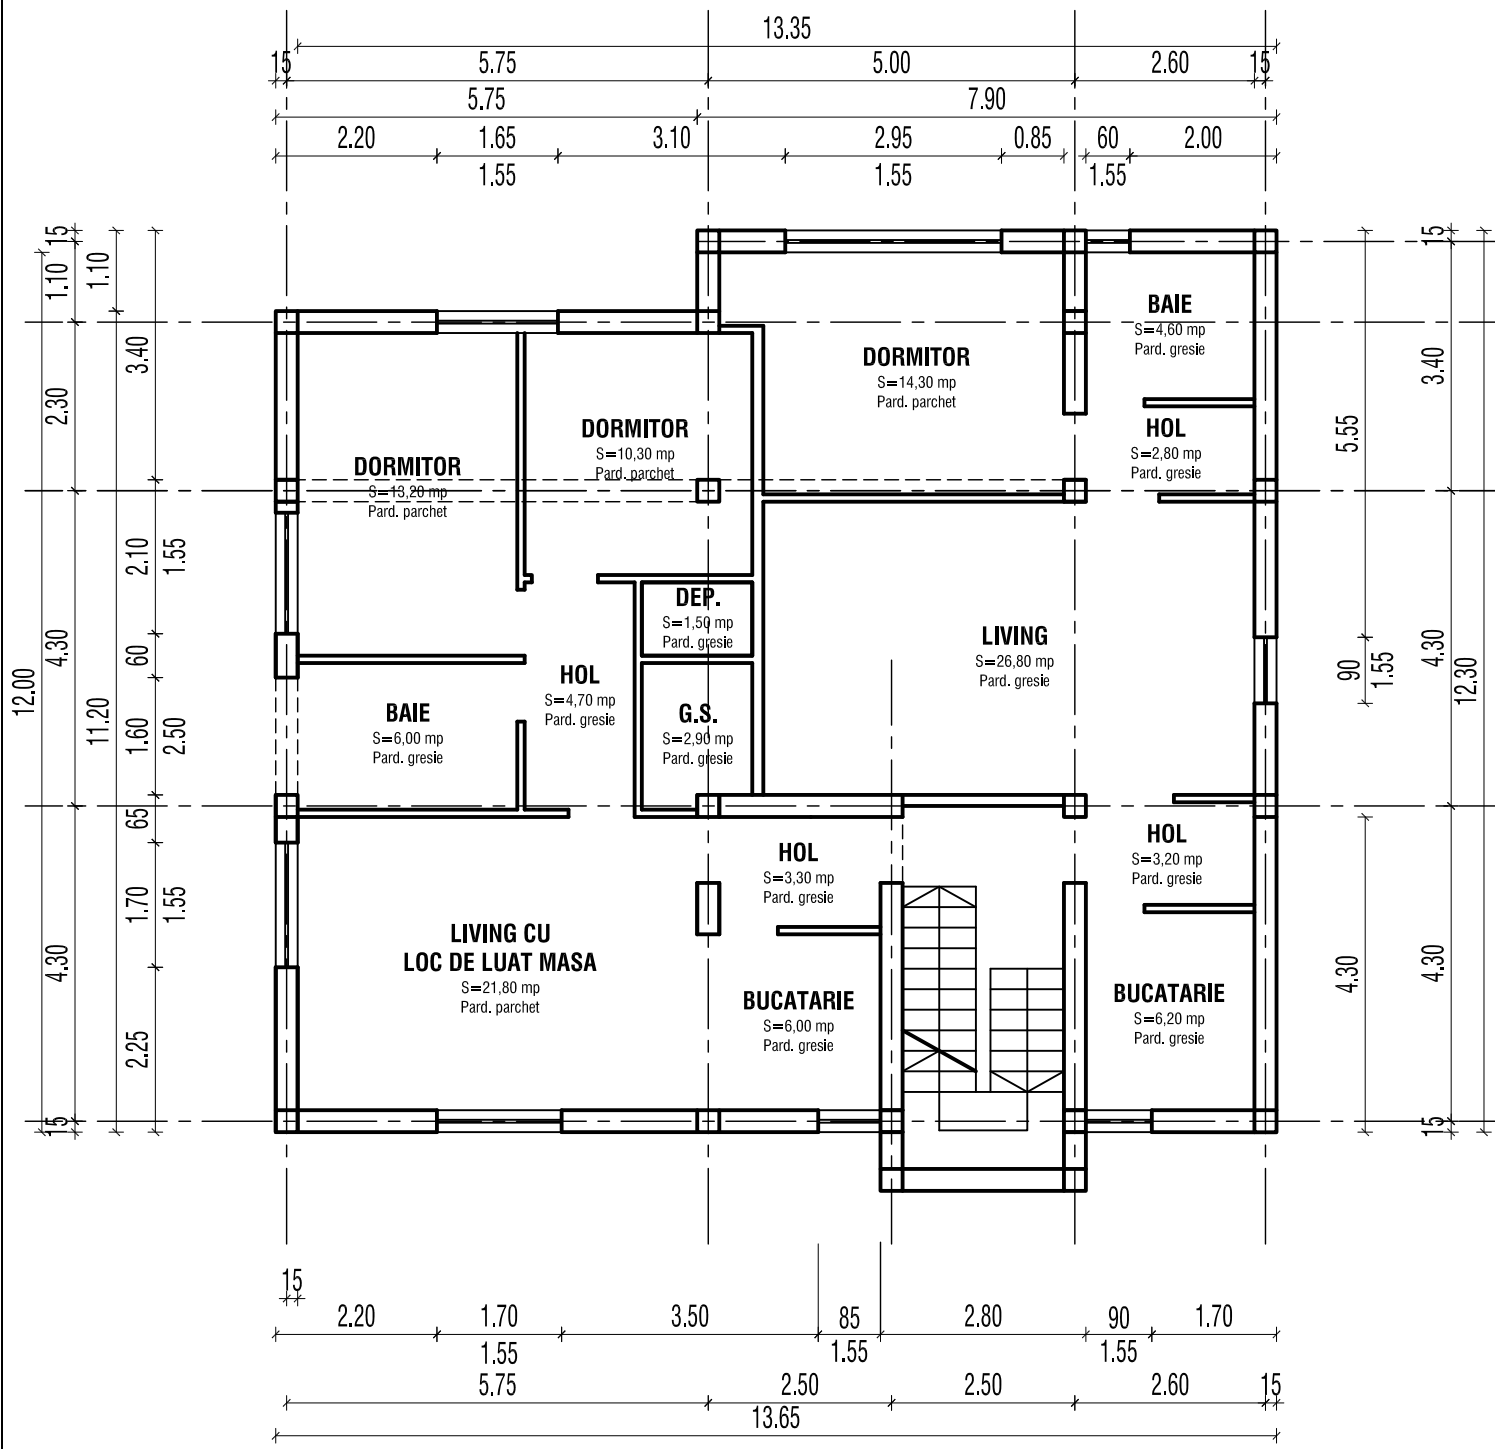 13.35
15 5.75 5.00 2.60 15
5.75 7.90
2.20 1.65 3.10 2.95 0.85 60 2.00
1.55 1.55 1.55
15
1.10
1.10
3.40
2.30
2.10
1.55
4.30
60
12.00
11.20
1.60
2.50
65
1.70
1.55
4.30
2.25
15
DORMITOR
S=13,20 mp
Pard. parchet
DORMITOR
S=10,30 mp
Pard. parchet
DORMITOR
S=14,30 mp
Pard. parchet
BAIE
S=4,60 mp
Pard. gresie
HOL
S=2,80 mp
Pard. gresie
DEP.
S=1,50 mp
Pard. gresie
LIVING
S=26,80 mp
Pard. gresie
HOL
S=4,70 mp
Pard. gresie
BAIE
S=6,00 mp
Pard. gresie
G.S.
S=2,90 mp
Pard. gresie
HOL
S=3,30 mp
Pard. gresie
HOL
S=3,20 mp
Pard. gresie
LIVING CU
LOC DE LUAT MASA
S=21,80 mp
Pard. parchet
BUCATARIE
S=6,00 mp
Pard. gresie
BUCATARIE
S=6,20 mp
Pard. gresie
15
3.40
5.55
90
1.55
4.30
12.30
4.30
4.30
15
15
2.20 1.70 3.50 85 2.80 90 1.70
1.55 1.55 1.55
5.75 2.50 2.50 2.60 15
13.65